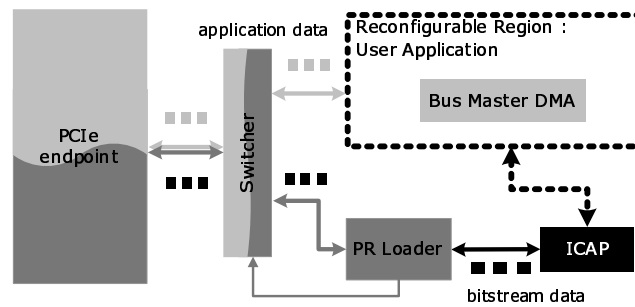 application data
Reconfigurable Region :
User Application
Bus Master DMA
PCIe
endpoint
Switcher
PR Loader
ICAP
bitstream data